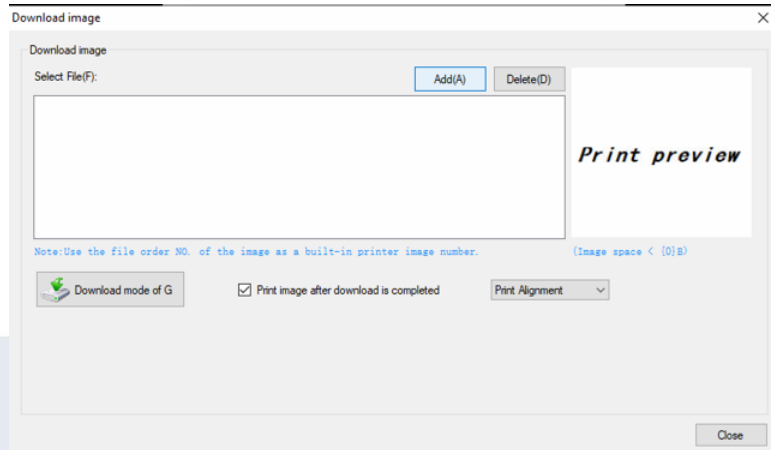 Download image
Download image
Select File(F):
Add(A)
Delete(D)
Print preview
Note:Use the file order NO. of the image as a built-in printer image number.
(Image space < {0}B)
Download mode of G
Print image after download is completed
Print Alignment
Close